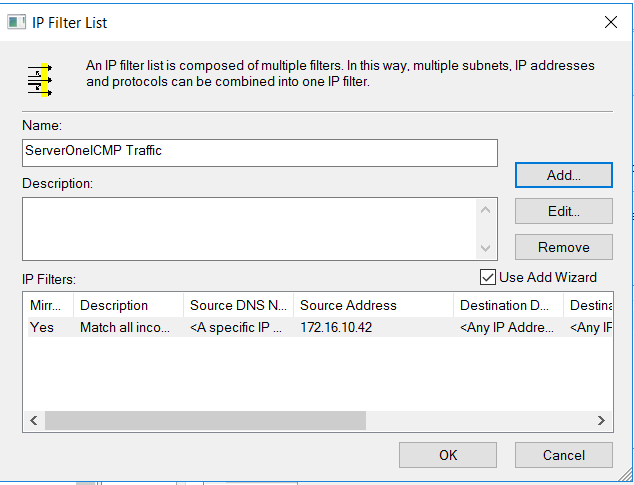 IP Filter List
An IP filter list is composed of multiple filters. In this way, multiple subnets, IP addresses
and protocols can be combined into one IP filter.
Name:
ServerOneICMP Traffic
Add...
Description:
Edit...
Remove
IP Filters:
Use Add Wizard
Mirr... Description Source DNS N... Source Address Destination D... Destina
Yes Match all inco... <A specific IP ... 172.16.10.42 <Any IP Addre... <Any IF
OK Cancel